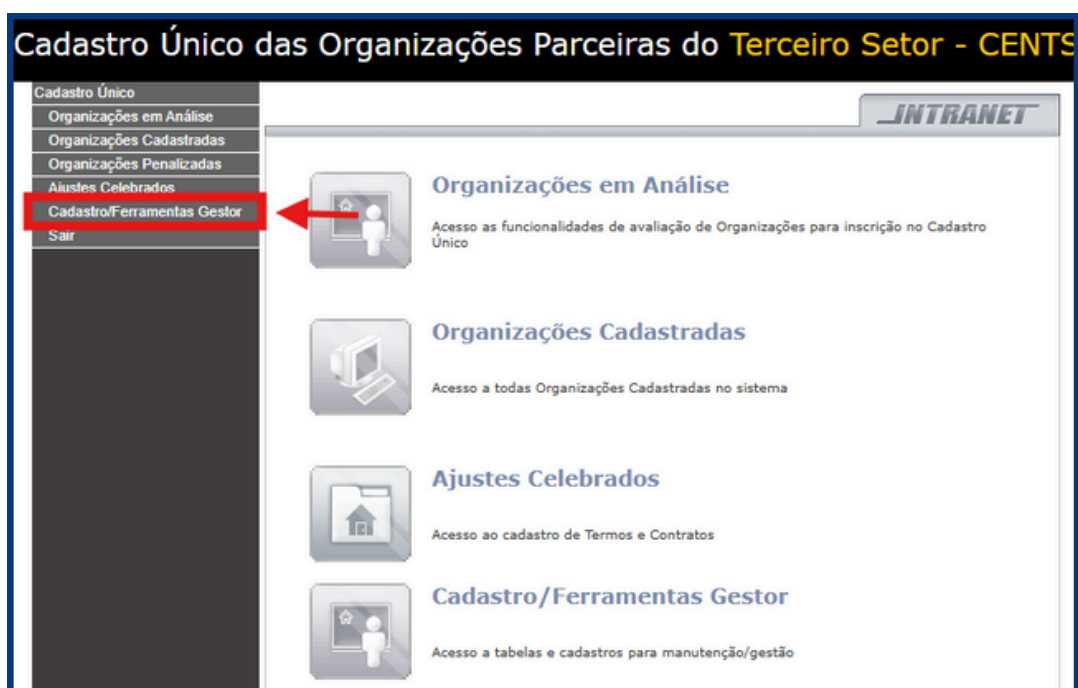 Cadastro Único das Organizações Parceiras do Terceiro Setor - CENTS
Cadastro Único
Organizações em Análise
Organizações Cadastradas
Organizações Penalizadas
Ajustes Celebrados
Cadastro/Ferramentas Gestor
Sair
INTRANET
Organizações em Análise
Acesso as funcionalidades de avaliação de Organizações para inscrição no Cadastro
Único
Organizações Cadastradas
Acesso a todas Organizações Cadastradas no sistema
Ajustes Celebrados
Acesso ao cadastro de Termos e Contratos
Cadastro/Ferramentas Gestor
Acesso a tabelas e cadastros para manutenção/gestão